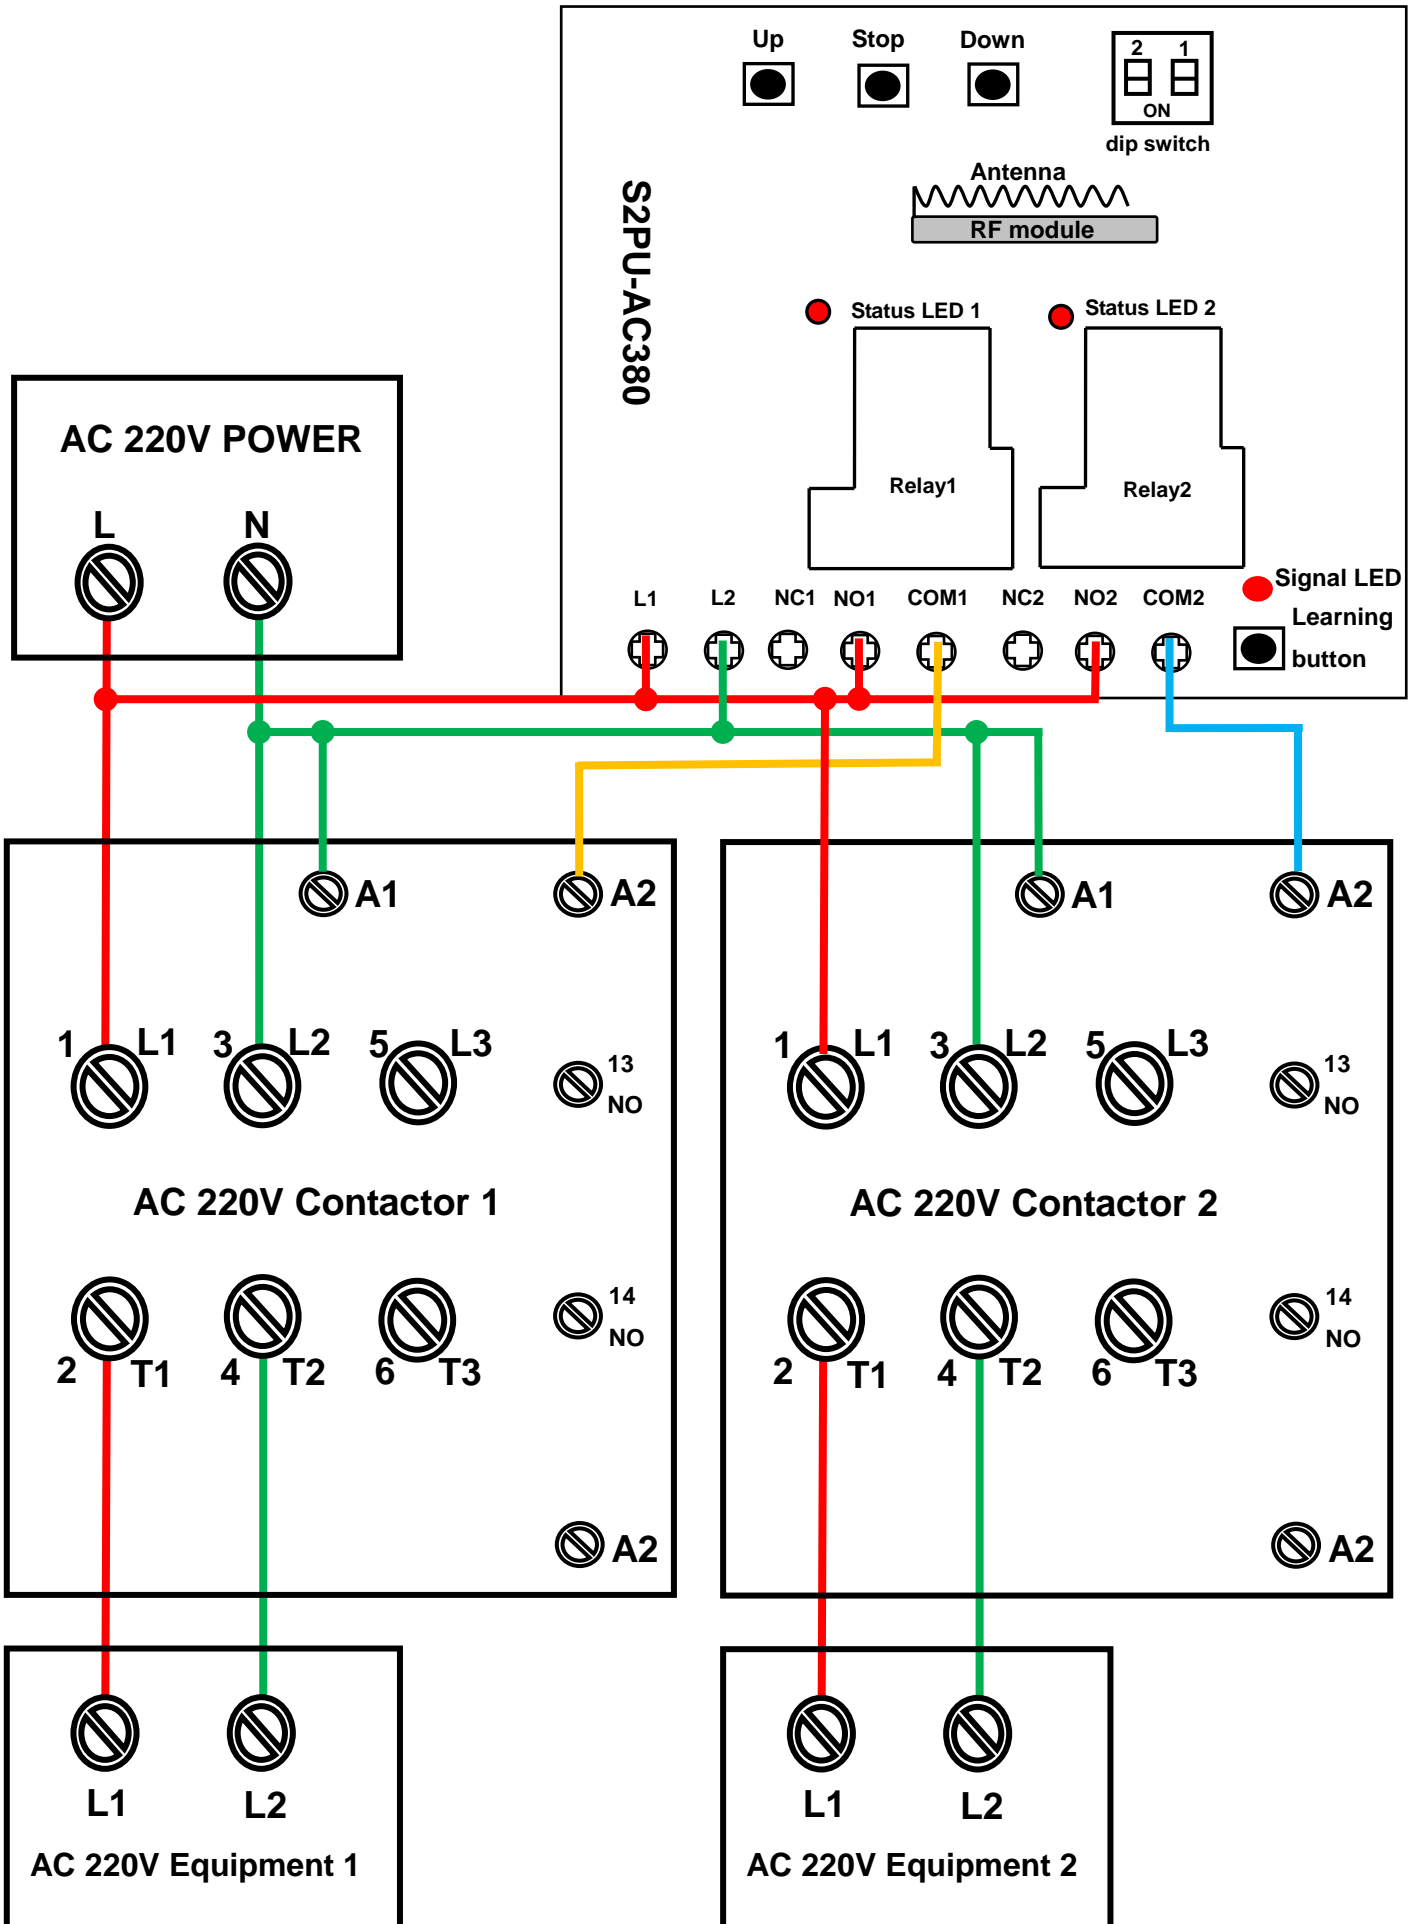 Up Stop Down
2 1
ON
dip switch
Antenna
RF module
S2PU-AC380
Status LED 1 Status LED 2
Relay1 Relay2
AC 220V POWER
L N
Signal LED
L1 L2 NC1 NO1 COM1 NC2 NO2 COM2
Learning
button
A1 A2 A1 A2
1 L1 3 L2 5 L3 13
NO
1 L1 3 L2 5 L3 13
NO
AC 220V Contactor 1 AC 220V Contactor 2
14
NO
2 T1 4 T2 6 T3
14
NO
2 T1 4 T2 6 T3
A2 A2
L1 L2 L1 L2
AC 220V Equipment 1 AC 220V Equipment 2